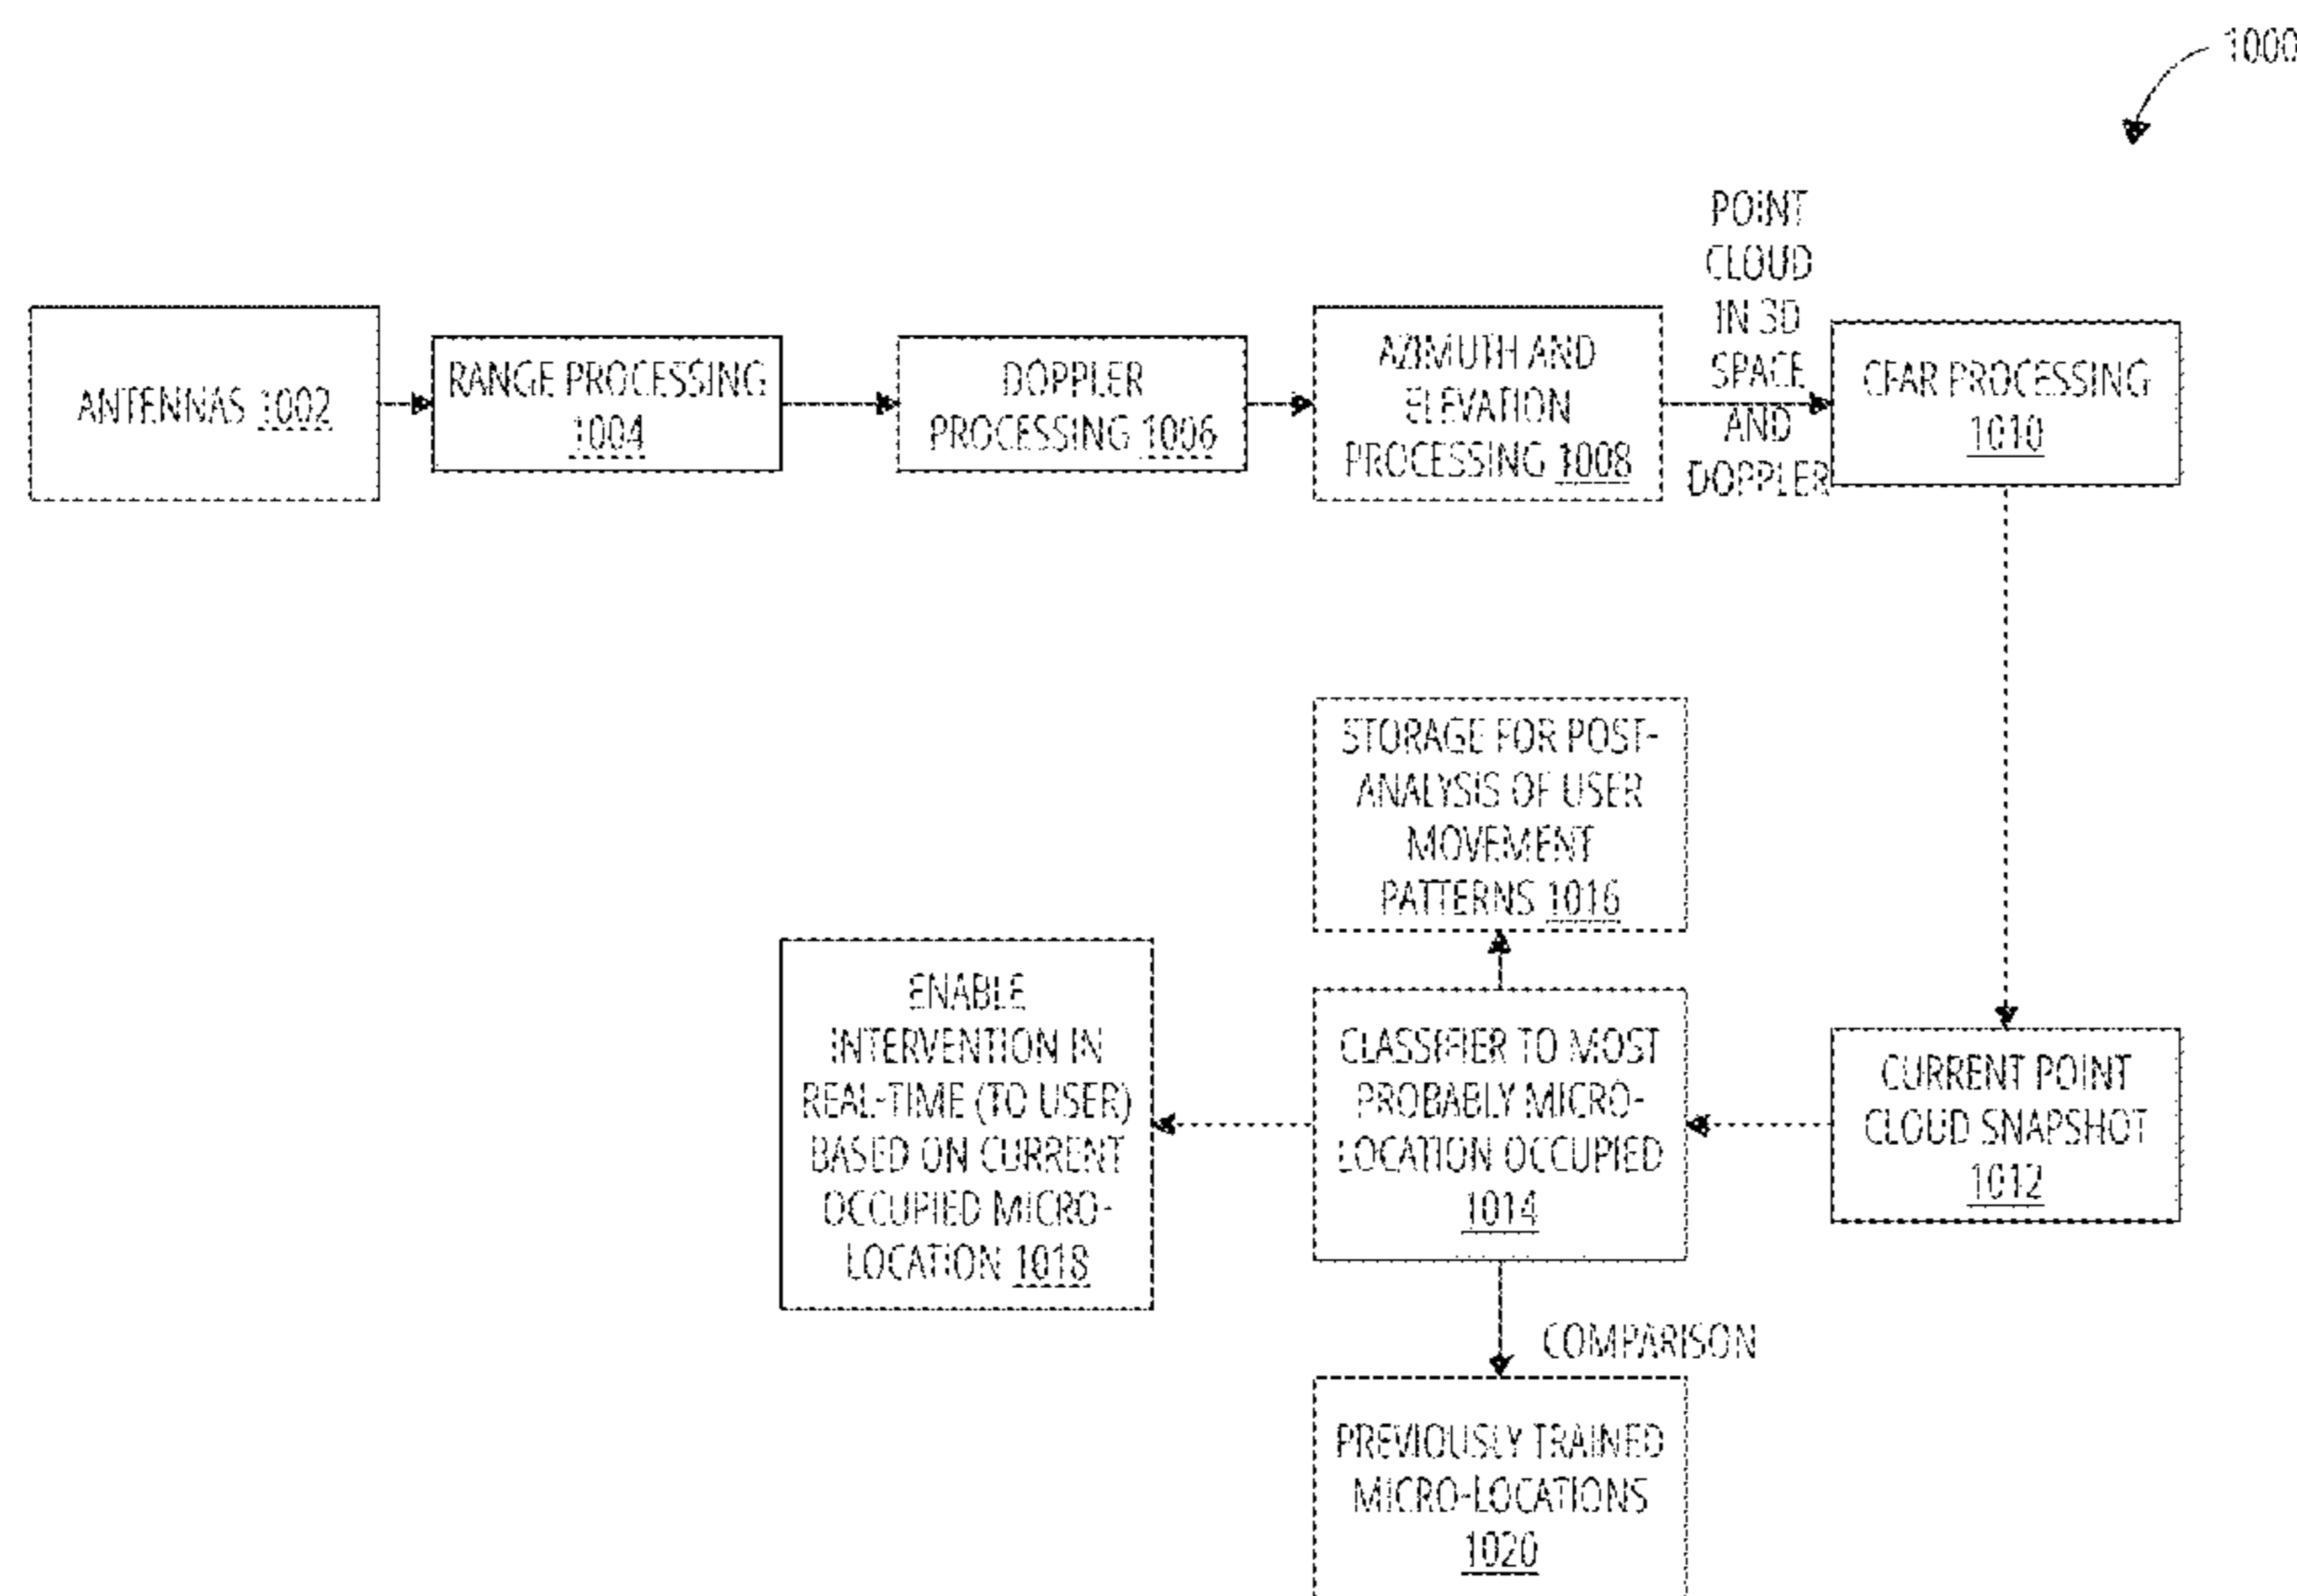 1000
ANTENNAS 1002
RANGE PROCESSING
1004
DOPPLER
PROCESSING 1006
AZIMUTH AND
ELEVATION
PROCESSING 1008
POINT
CLOUD
IN 3D
SPACE
AND
DOPPLER
CFAR PROCESSING
1010
STORAGE FOR POST-
ANALYSIS OF USER
MOVEMENT
PATTERNS 1016
ENABLE
INTERVENTION IN
REAL-TIME (TO USER)
BASED ON CURRENT
OCCUPIED MICRO-
LOCATION 1018
CLASSIFIER TO MOST
PROBABLY MICRO-
LOCATION OCCUPIED
1014
CURRENT POINT
CLOUD SNAPSHOT
1012
COMPARISON
PREVIOUSLY TRAINED
MICRO-LOCATIONS
1020